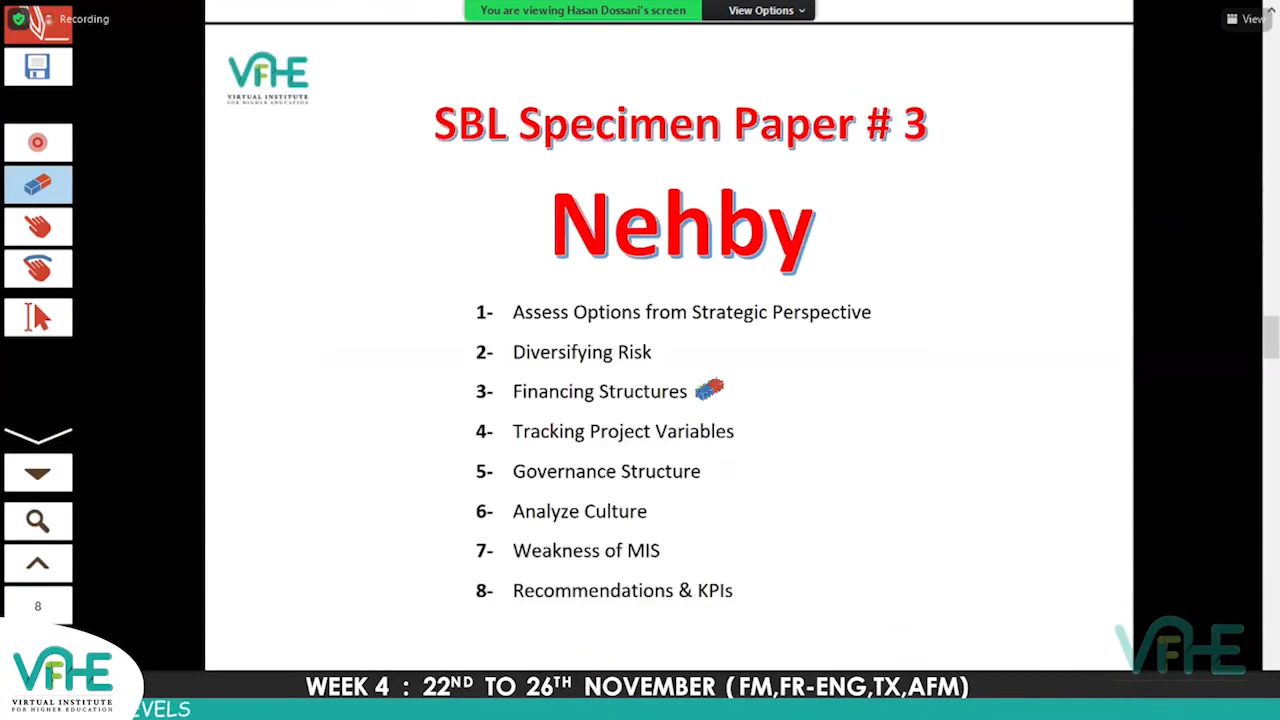 Recording
You are viewing Hasan Dossani's screen
View Options
View
VFHE
VIRTUAL INSTITUTE
FOR HIGHER EDUCATION
SBL Specimen Paper # 3
Nehby
1- Assess Options from Strategic Perspective
2- Diversifying Risk
3- Financing Structures
4- Tracking Project Variables
5- Governance Structure
6- Analyze Culture
7- Weakness of MIS
8- Recommendations & KPIs
8
VFHE
VFHE
VIRTUAL INSTITUTE
FOR HIGHER EDUCATION
WEEK 4 : 22ND TO 26TH NOVEMBER (FM,FR-ENG,TX,AFM)
EVELS